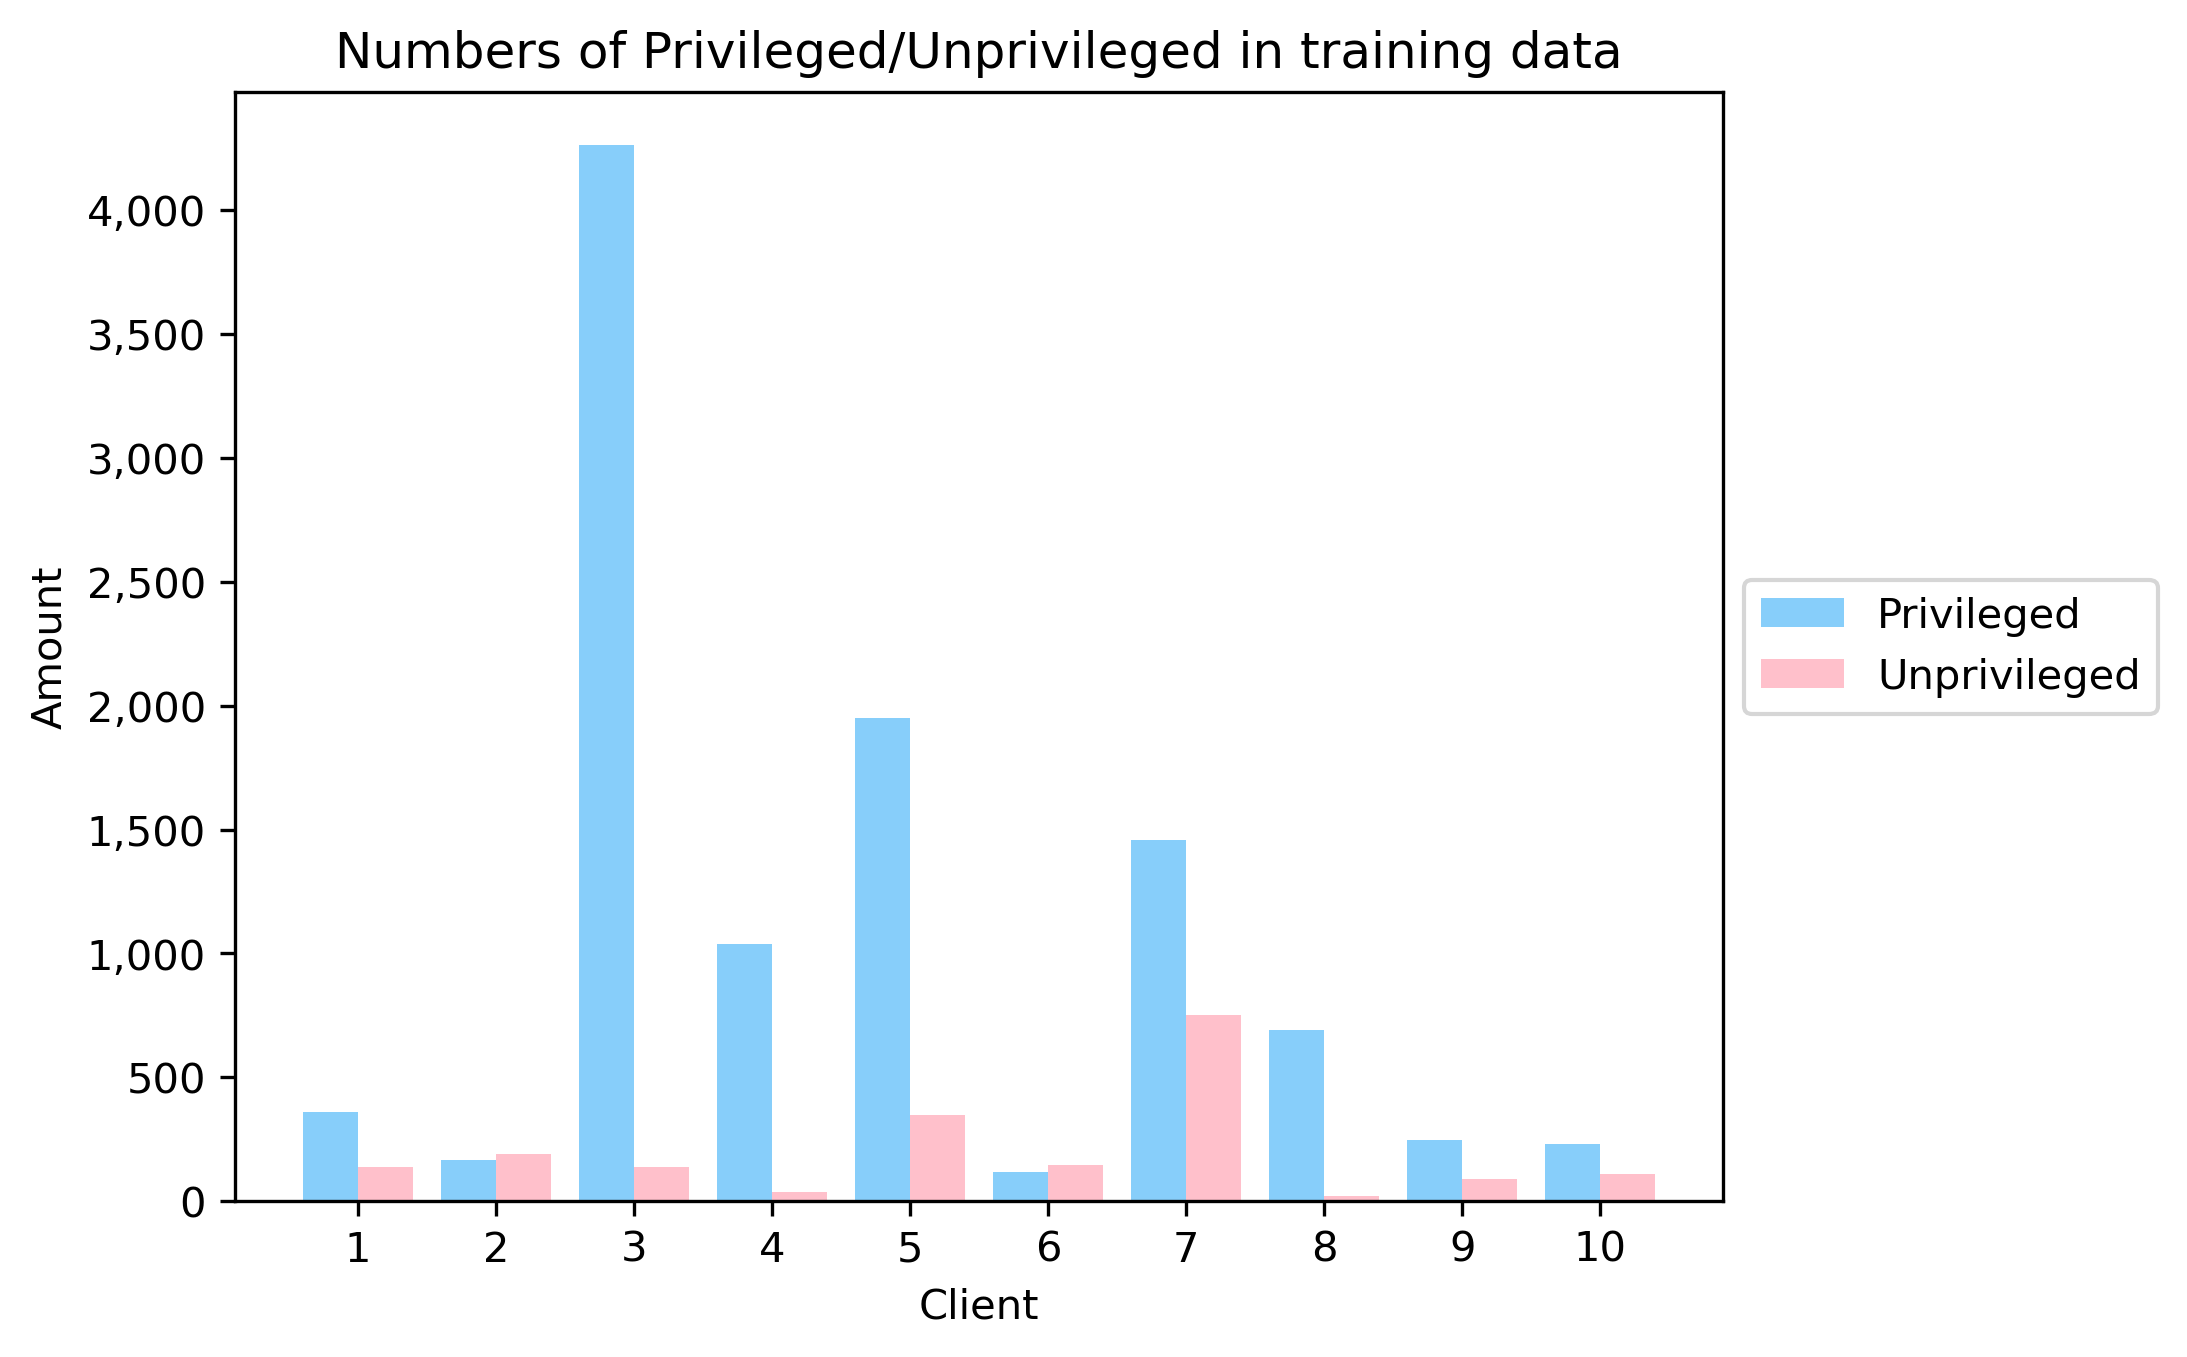 Numbers of Privileged/Unprivileged in training data
4,000
3,500
3,000
2,500
2,000
1,500
1,000
500
0
Amount
1 2 3 4 5 6 7 8 9 10
Client
Privileged
Unprivileged